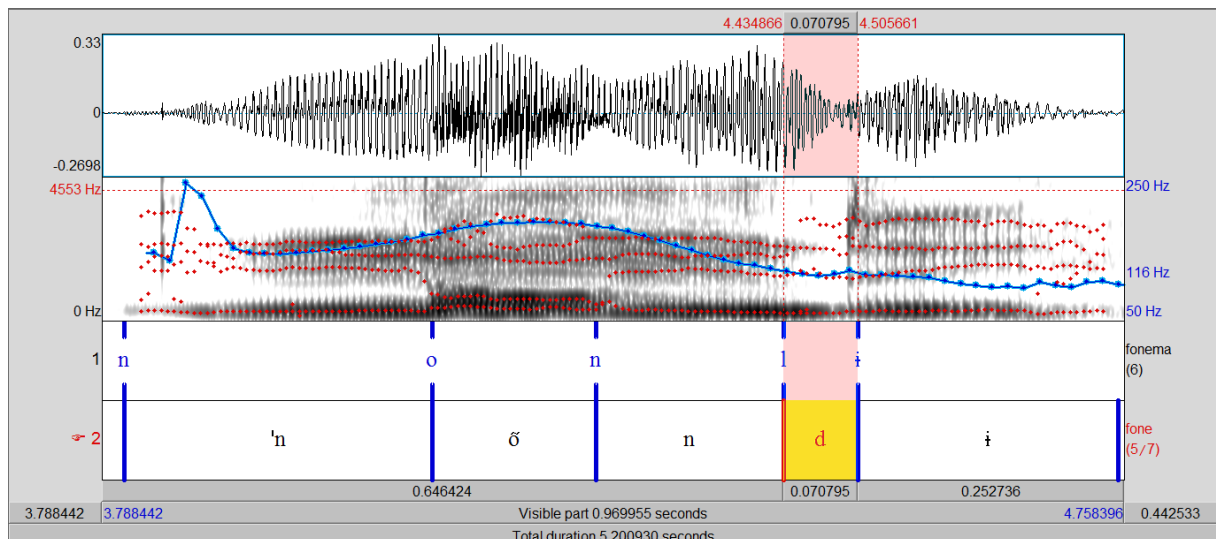 4.434866 0.070795 4.505661
0.33
0
-0.2698
4553 Hz 250 Hz
116 Hz
0 Hz 50 Hz
1 n o n l ɨ fonema
(6)
☞ 2 ˈn ṍ n d ɨ fone
(5/7)
0.646424 0.070795 0.252736
3.788442 3.788442 Visible part 0.969955 seconds 4.758396 0.442533
Total duration 5.200930 seconds